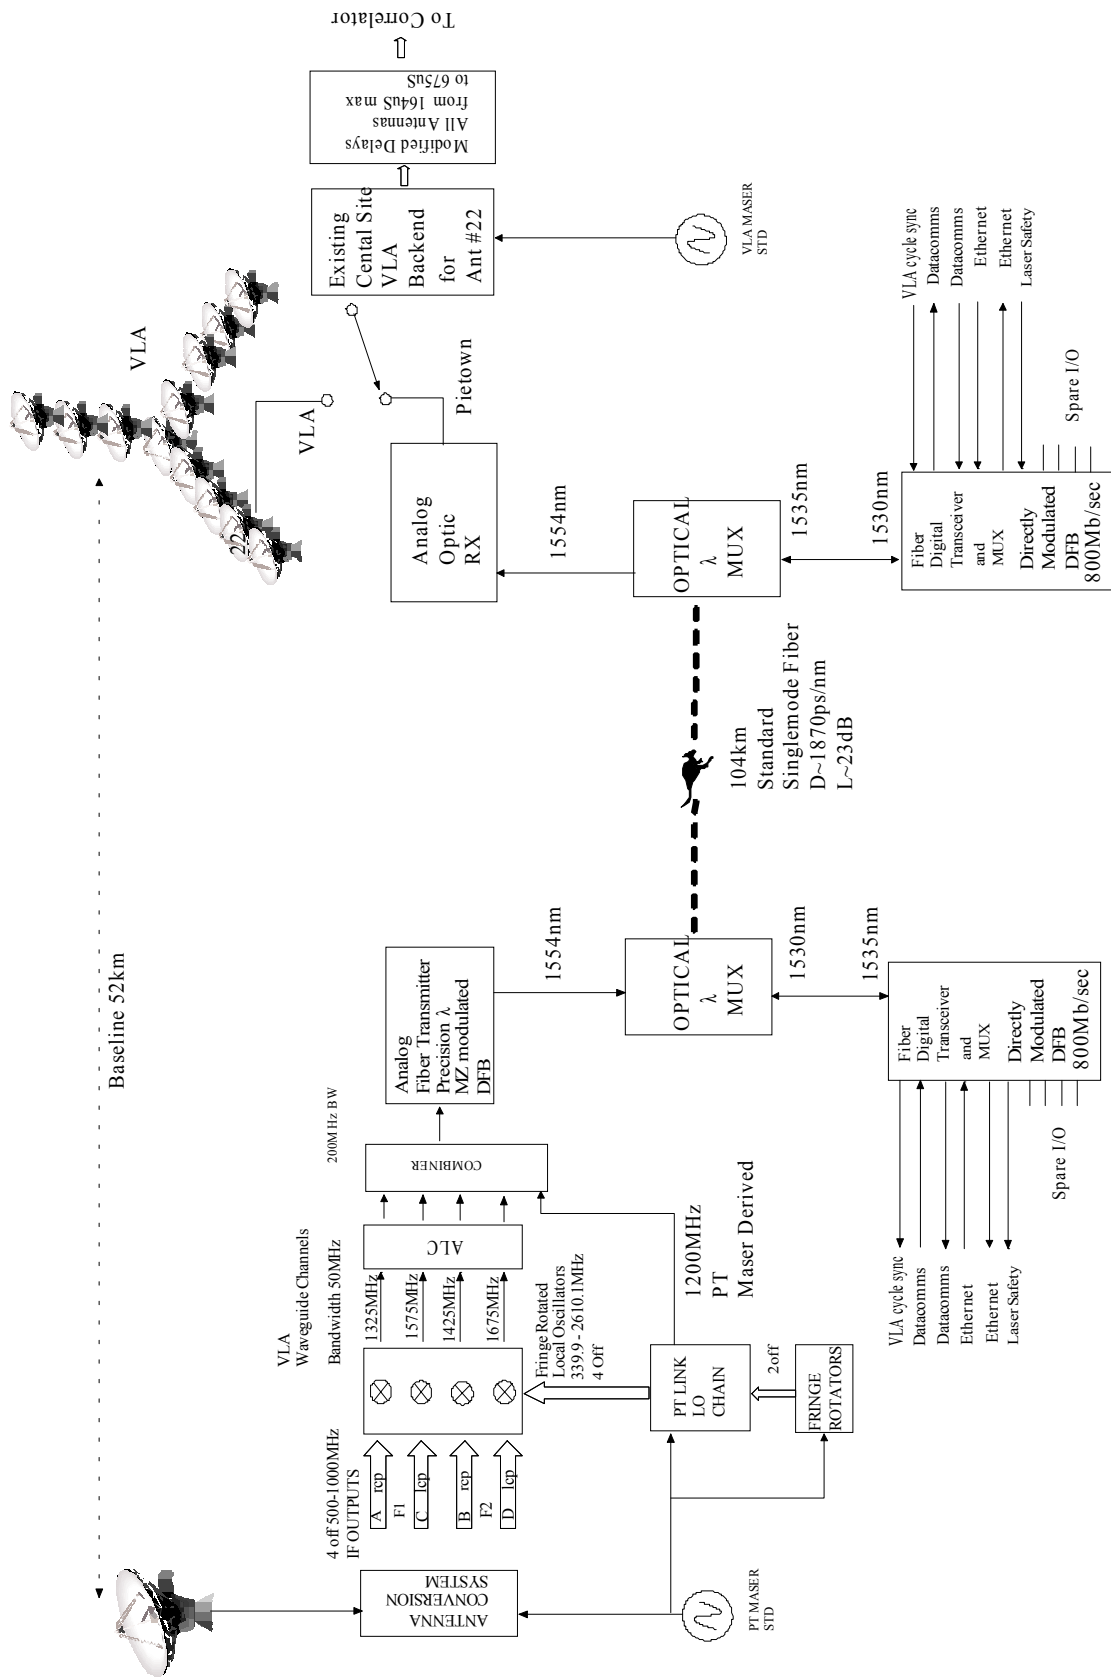 Baseline 52km
VLA
22
ANTENNA
CONVERSION
SYSTEM
PT MASER
STD
4 off 500-1000MHz
IF OUTPUTS
A rcp
F1
C lcp
B rcp
F2
D lcp
VLA
Waveguide Channels
Bandwidth 50MHz
1325MHz
1575MHz
1425MHz
1675MHz
ALC
200M Hz BW
COMBINER
Fringe Rotated
Local Oscillators
339.9 - 2610.1MHz
4 Off
PT LINK
LO
CHAIN
2off
FRINGE
ROTATORS
1200MHz
PT
Maser Derived
Analog
Fiber Transmitter
Precision λ
MZ modulated
DFB
1554nm
OPTICAL
λ
MUX
1530nm
1535nm
Fiber
Digital
Transceiver
and
MUX
Directly
Modulated
DFB
800Mb/sec
VLA cycle sync
Datacomms
Datacomms
Ethernet
Ethernet
Laser Safety
Spare I/O
104km
Standard
Singlemode Fiber
D~1870ps/nm
L~23dB
OPTICAL
λ
MUX
1554nm
1535nm
1530nm
Analog
Optic
RX
Pietown
VLA
Existing
Cental Site
VLA
Backend
for
Ant #22
VLA MASER
STD
Modified Delays
All Antennas
from 164uS max
to 675uS
To Correlator
Fiber
Digital
Transceiver
and
MUX
Directly
Modulated
DFB
800Mb/sec
VLA cycle sync
Datacomms
Datacomms
Ethernet
Ethernet
Laser Safety
Spare I/O